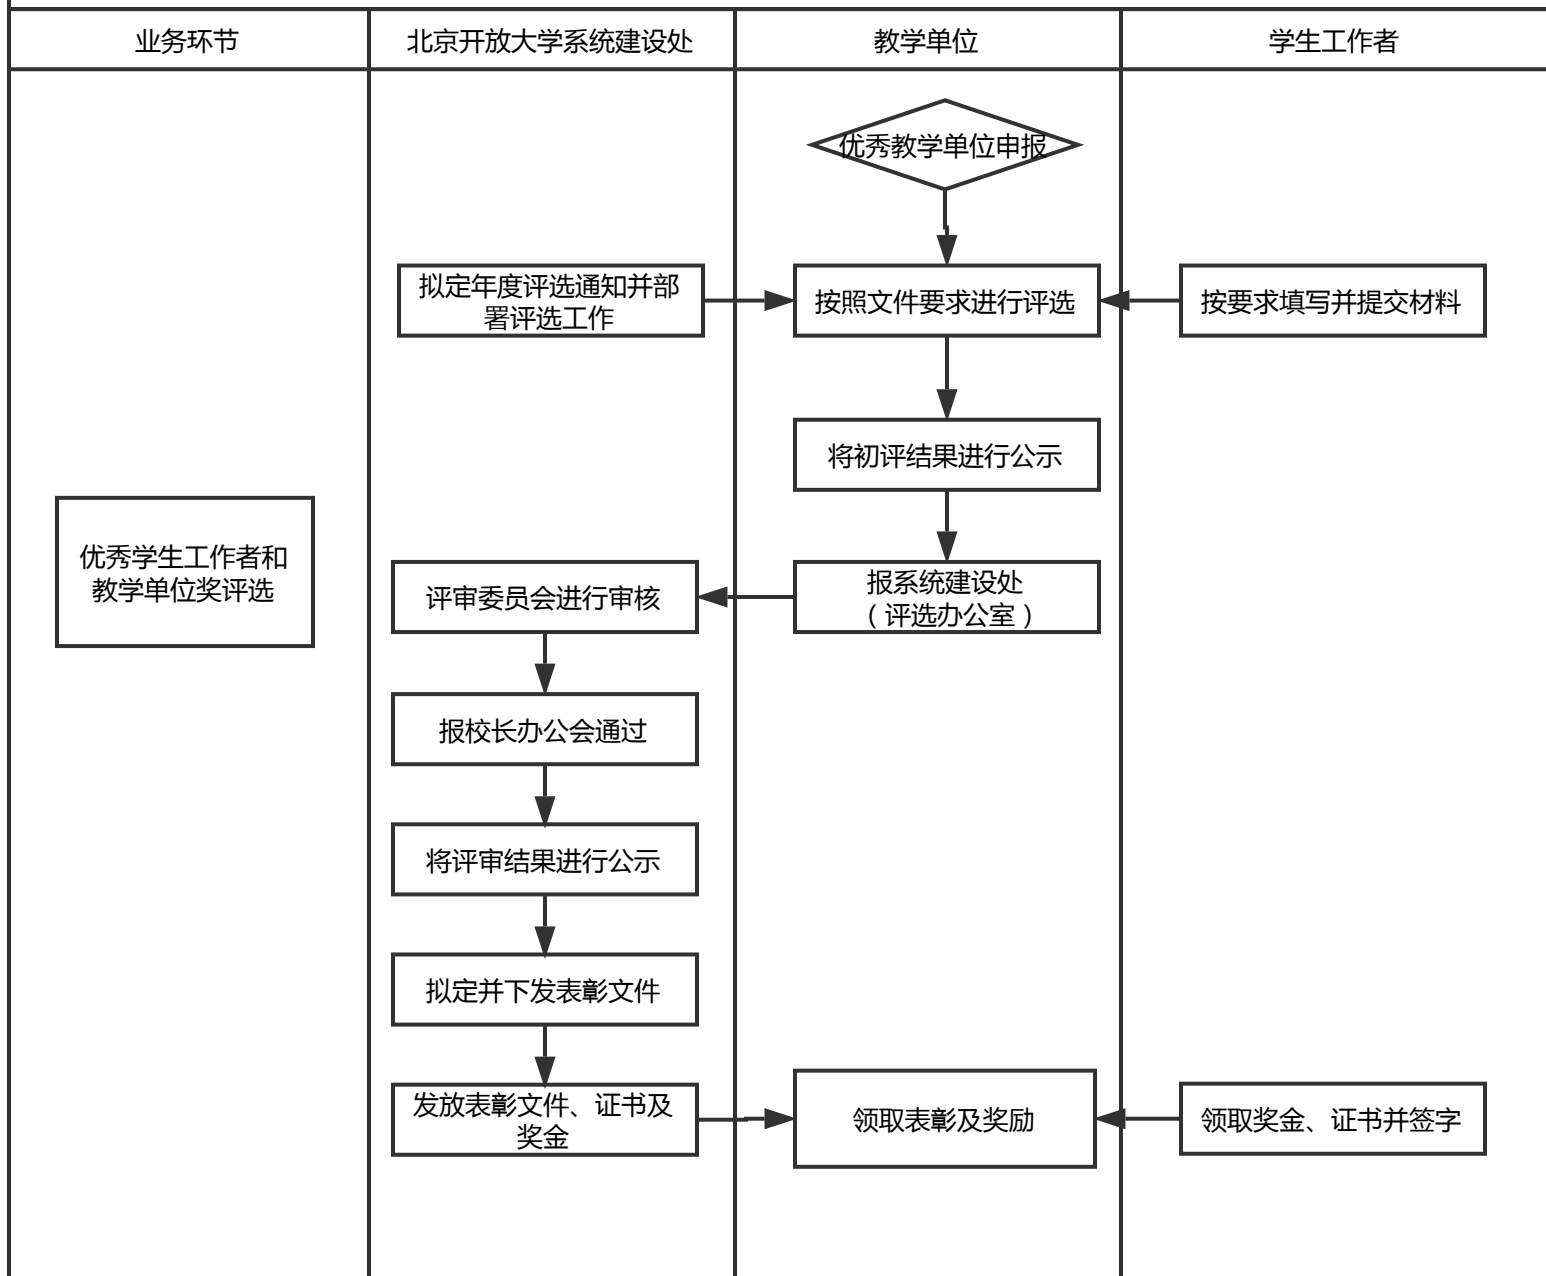 业务环节
北京开放大学系统建设处
教学单位
学生工作者
优秀教学单位申报
拟定年度评选通知并部
署评选工作
按照文件要求进行评选
按要求填写并提交材料
将初评结果进行公示
优秀学生工作者和
教学单位奖评选
评审委员会进行审核
报系统建设处
（评选办公室）
报校长办公会通过
将评审结果进行公示
拟定并下发表彰文件
发放表彰文件、证书及
奖金
领取表彰及奖励
领取奖金、证书并签字